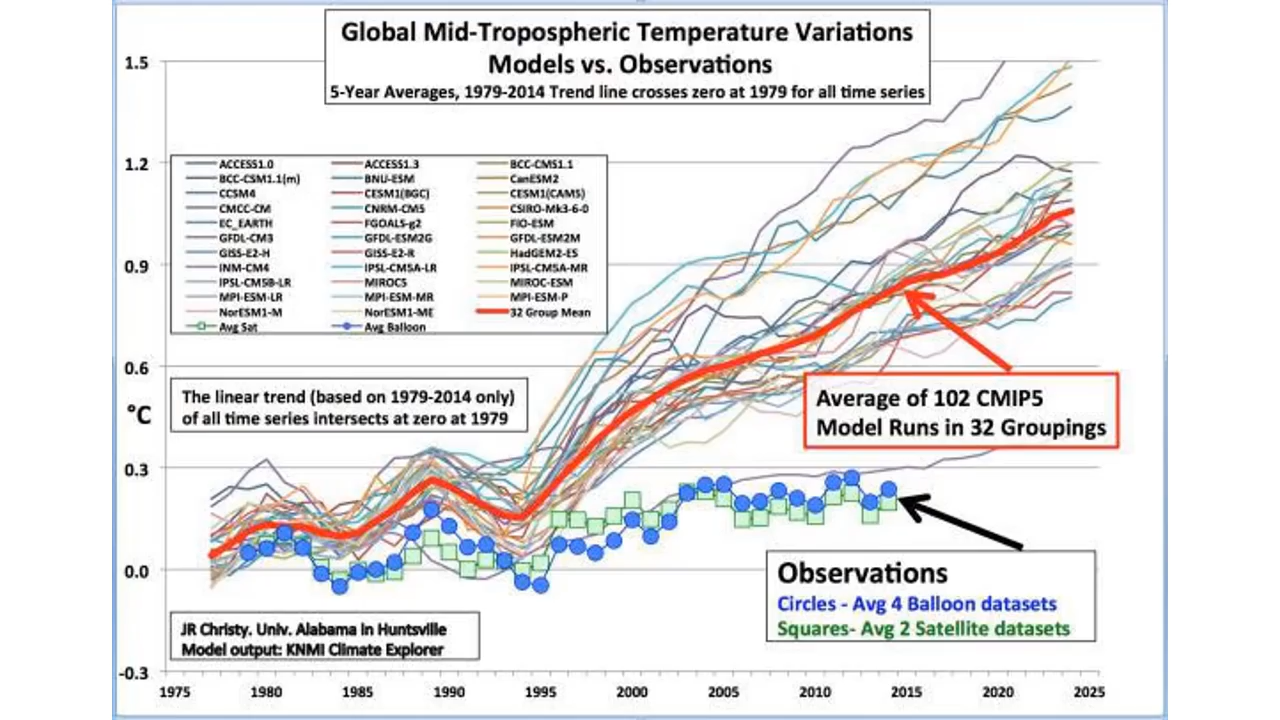 Global Mid-Tropospheric Temperature Variations
Models vs. Observations
5-Year Averages, 1979-2014 Trend line crosses zero at 1979 for all time series
1.5
1.2
0.9
0.6
°C
0.3
0.0
-0.3
ACCESS1.0 ACCESS1.3 BCC-CMS1.1
BCC-CSM1.1(m) BNU-ESM CanESM2
CCSM4 CESM1(BGC) CESM1(CAM5)
CMCC-CM CNRM-CM5 CSIRO-Mk3-6-0
EC_EARTH FGOALS-g2 FIO-ESM
GFDL-CM3 GFDL-ESM2G GFDL-ESM2M
GISS-E2-H GISS-E2-R HadGEM2-ES
INM-CM4 IPSL-CM5A-LR IPSL-CM5A-MR
IPSL-CM5B-LR MIROC5 MIROC-ESM
MPI-ESM-LR MPI-ESM-MR MPI-ESM-P
NorESM1-M NorESM1-ME 32 Group Mean
Avg Sat Avg Balloon
The linear trend (based on 1979-2014 only)
of all time series intersects at zero at 1979
Average of 102 CMIP5
Model Runs in 32 Groupings
Observations
Circles - Avg 4 Balloon datasets
Squares- Avg 2 Satellite datasets
JR Christy. Univ. Alabama in Huntsville
Model output: KNMI Climate Explorer
1975 1980 1985 1990 1995 2000 2005 2010 2015 2020 2025